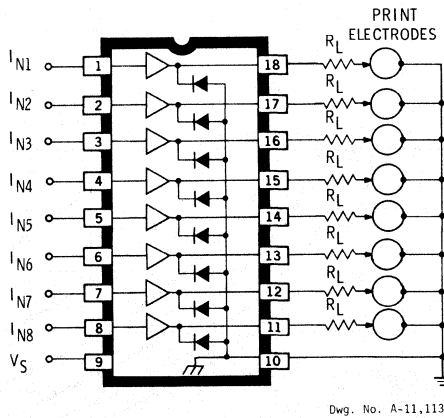 PRINT
ELECTRODES
IN1 1 18 RL
IN2 2 17 RL
IN3 3 16 RL
IN4 4 15 RL
IN5 5 14 RL
IN6 6 13 RL
IN7 7 12 RL
IN8 8 11 RL
VS 9 10
Dwg. No. A-11,113